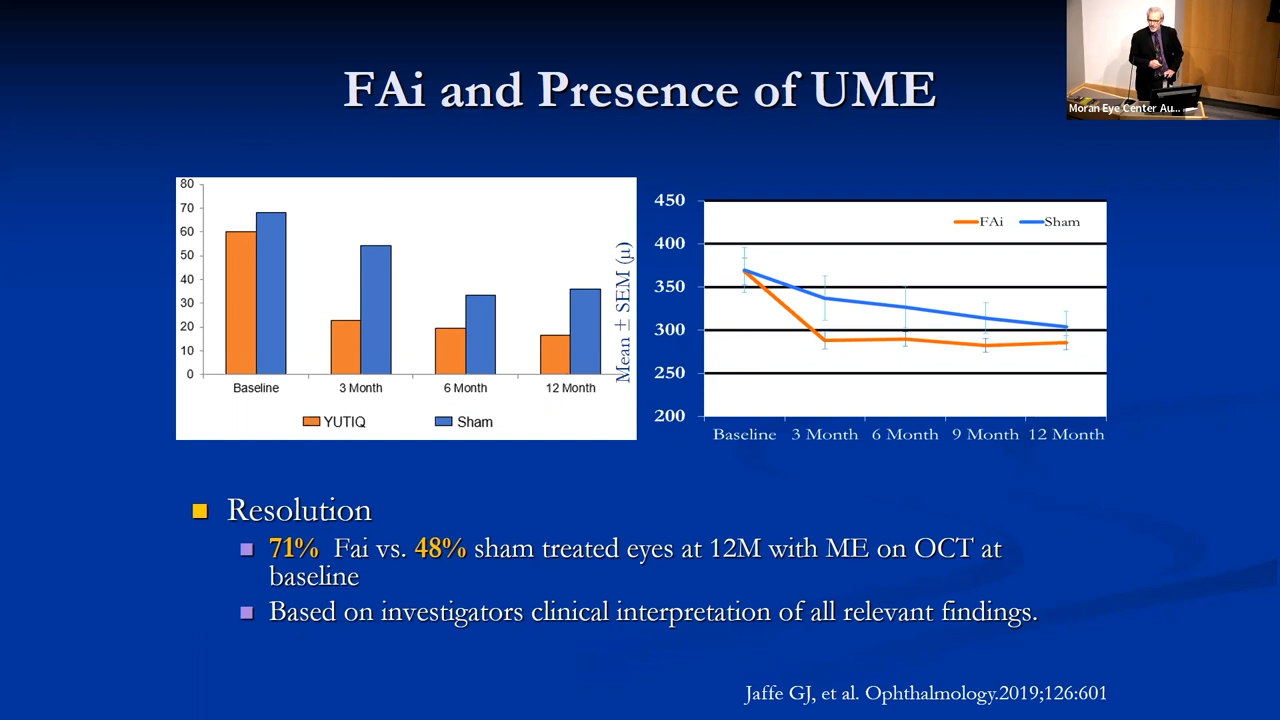 FAi and Presence of UME
Moran Eye Center Au...
80
70
60
50
40
30
20
10
0
Baseline
3 Month
6 Month
12 Month
YUTIQ
Sham
Mean ± SEM (μ)
450
400
350
300
250
200
FAi
Sham
Baseline
3 Month
6 Month
9 Month
12 Month
Resolution
71% Fai vs. 48% sham treated eyes at 12M with ME on OCT at
baseline
Based on investigators clinical interpretation of all relevant findings.
Jaffe GJ, et al. Ophthalmology.2019;126:601